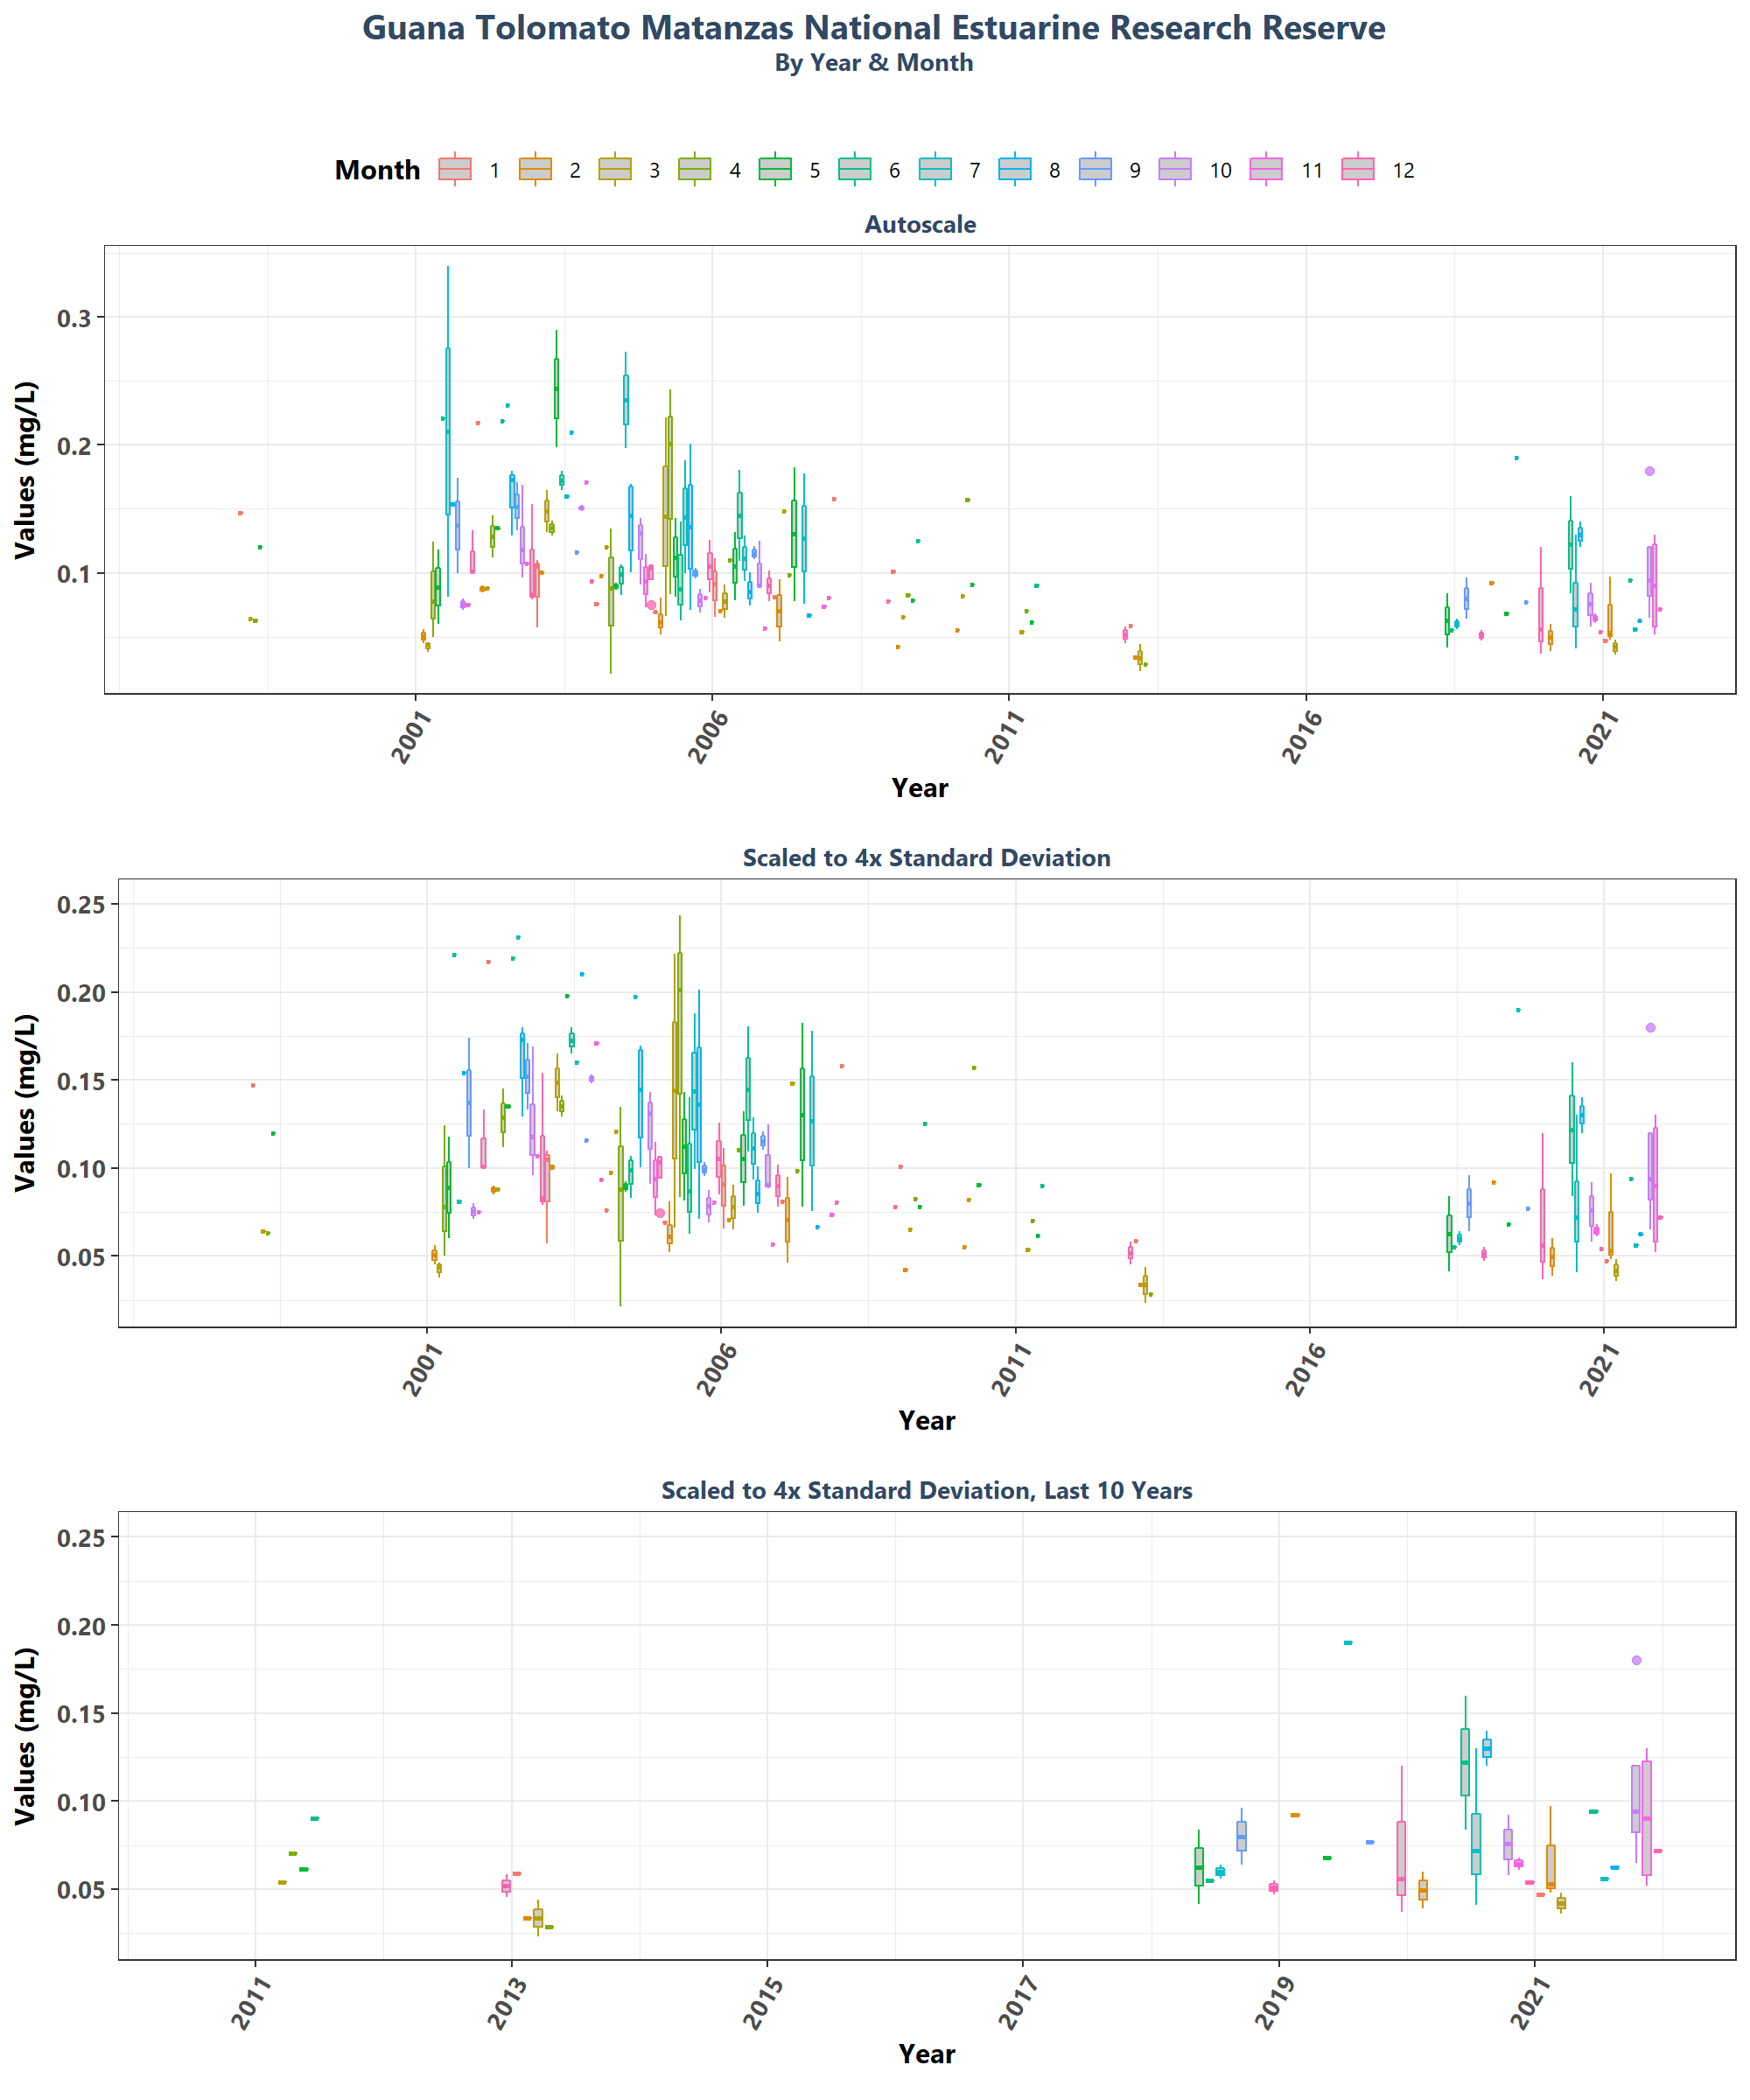 Guana Tolomato Matanzas National Estuarine Research Reserve
By Year & Month
Month 1 2 3 4 5 6 7 8 9 10 11 12
Autoscale
Values (mg/L)
0.3
0.2
0.1
2001 2006 2011 2016 2021
Year
Scaled to 4x Standard Deviation
Values (mg/L)
0.25
0.20
0.15
0.10
0.05
2001 2006 2011 2016 2021
Year
Scaled to 4x Standard Deviation, Last 10 Years
Values (mg/L)
0.25
0.20
0.15
0.10
0.05
2011 2013 2015 2017 2019 2021
Year